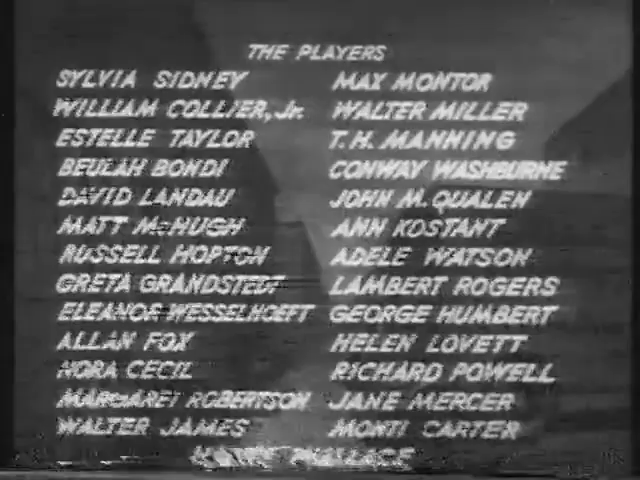 THE PLAYERS
SYLVIA SIDNEY MAX MONTOR
WILLIAM COLLIER, Jr. WALTER MILLER
ESTELLE TAYLOR T.H. MANNING
BEULAH BONDI CONWAY WASHBURNE
DAVID LANDAU JOHN M. QUALEN
MATT McHUGH ANN KOSTANT
RUSSELL HOPTON ADELE WATSON
GRETA GRANDSTEDT LAMBERT ROGERS
ELEANOR WESSELHOEFT GEORGE HUMBERT
ALLAN FOX HELEN LOVETT
NORA CECIL RICHARD POWELL
MARGARET ROBERTSON JANE MERCER
WALTER JAMES MONTI CARTER
WALLACE